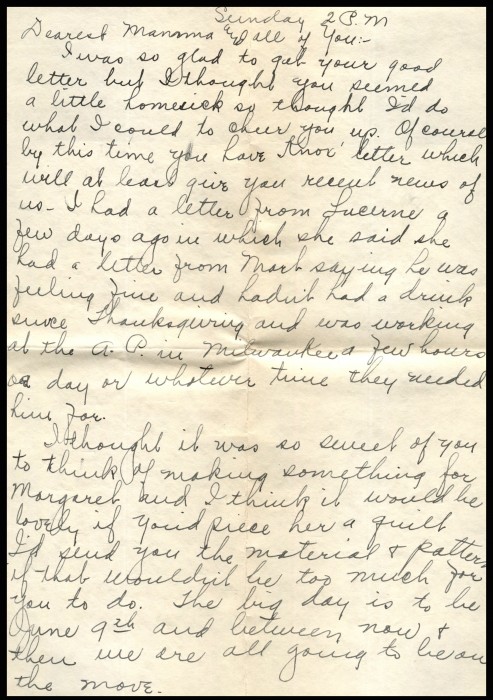 Sunday 2 P.M
Dearest Mamma and all of You:-
I was so glad to get your good
letter but I thought you seemed
a little homesick so thought I'd do
what I could to cheer you up. Of course
by this time you have Knox' letter which
will at least give you recent news of
us- I had a letter from Lucerne a
few days ago in which she said she
had a letter from Mart saying he was
feeling fine and hadn't had a drink
since Thanksgiving and was working
at the A. P. in Milwaukee a few hours
a day or whatever time they needed
him for.
I thought it was so sweet of you
to think of making something for
Margaret and I think it would be
lovely if you'd piece her a quilt
I'd send you the material & pattern
if that wouldn't be too much for
you to do. The big day is to be
June 9th and between now &
then we are all going to be on
the move.